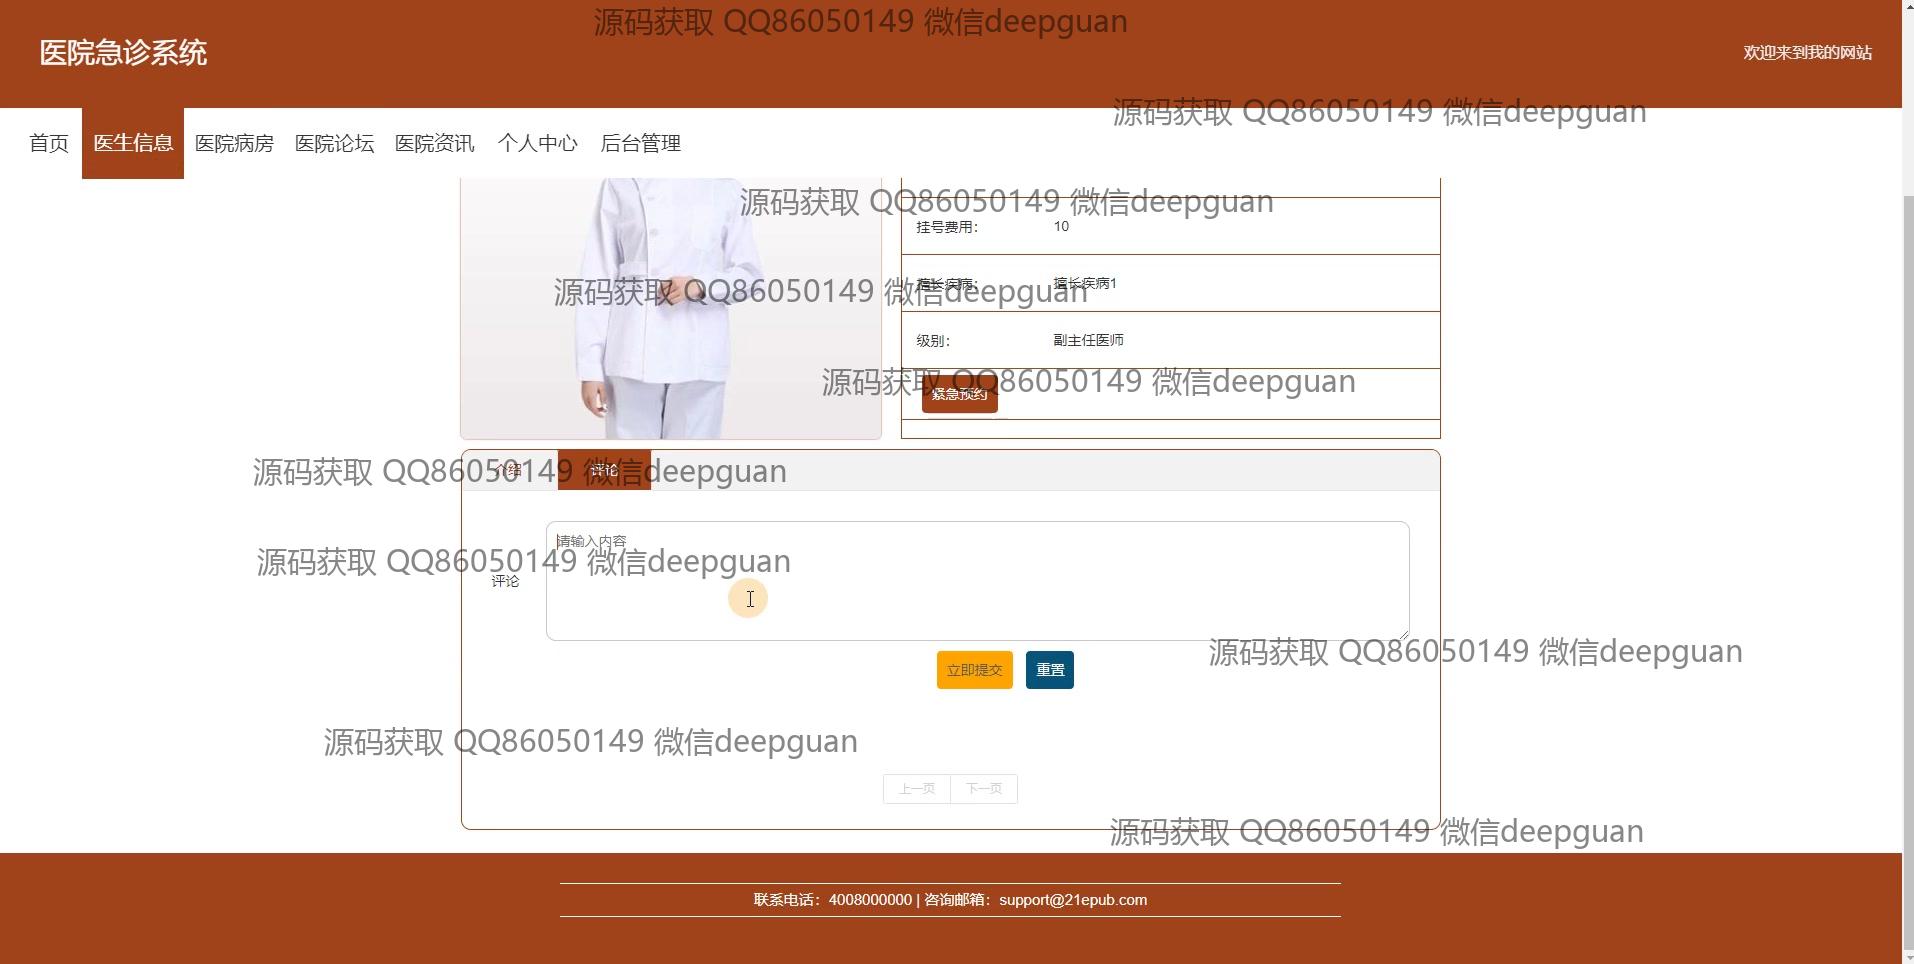 源码获取 QQ86050149 微信deepguan
医院急诊系统
欢迎来到我的网站
源码获取 QQ86050149 微信deepguan
首页 医生信息 医院病房 医院论坛 医院资讯 个人中心 后台管理
源码获取 QQ86050149 微信deepguan
挂号费用： 10
擅长疾病： 擅长疾病1
源码获取 QQ86050149 微信deepguan
级别： 副主任医师
源码获取 QQ86050149 微信deepguan
紧急预约
介绍 评论
源码获取 QQ86050149 微信deepguan
请输入内容
源码获取 QQ86050149 微信deepguan
评论
源码获取 QQ86050149 微信deepguan
立即提交 重置
源码获取 QQ86050149 微信deepguan
上一页 下一页
源码获取 QQ86050149 微信deepguan
联系电话：4008000000 | 咨询邮箱：support@21epub.com